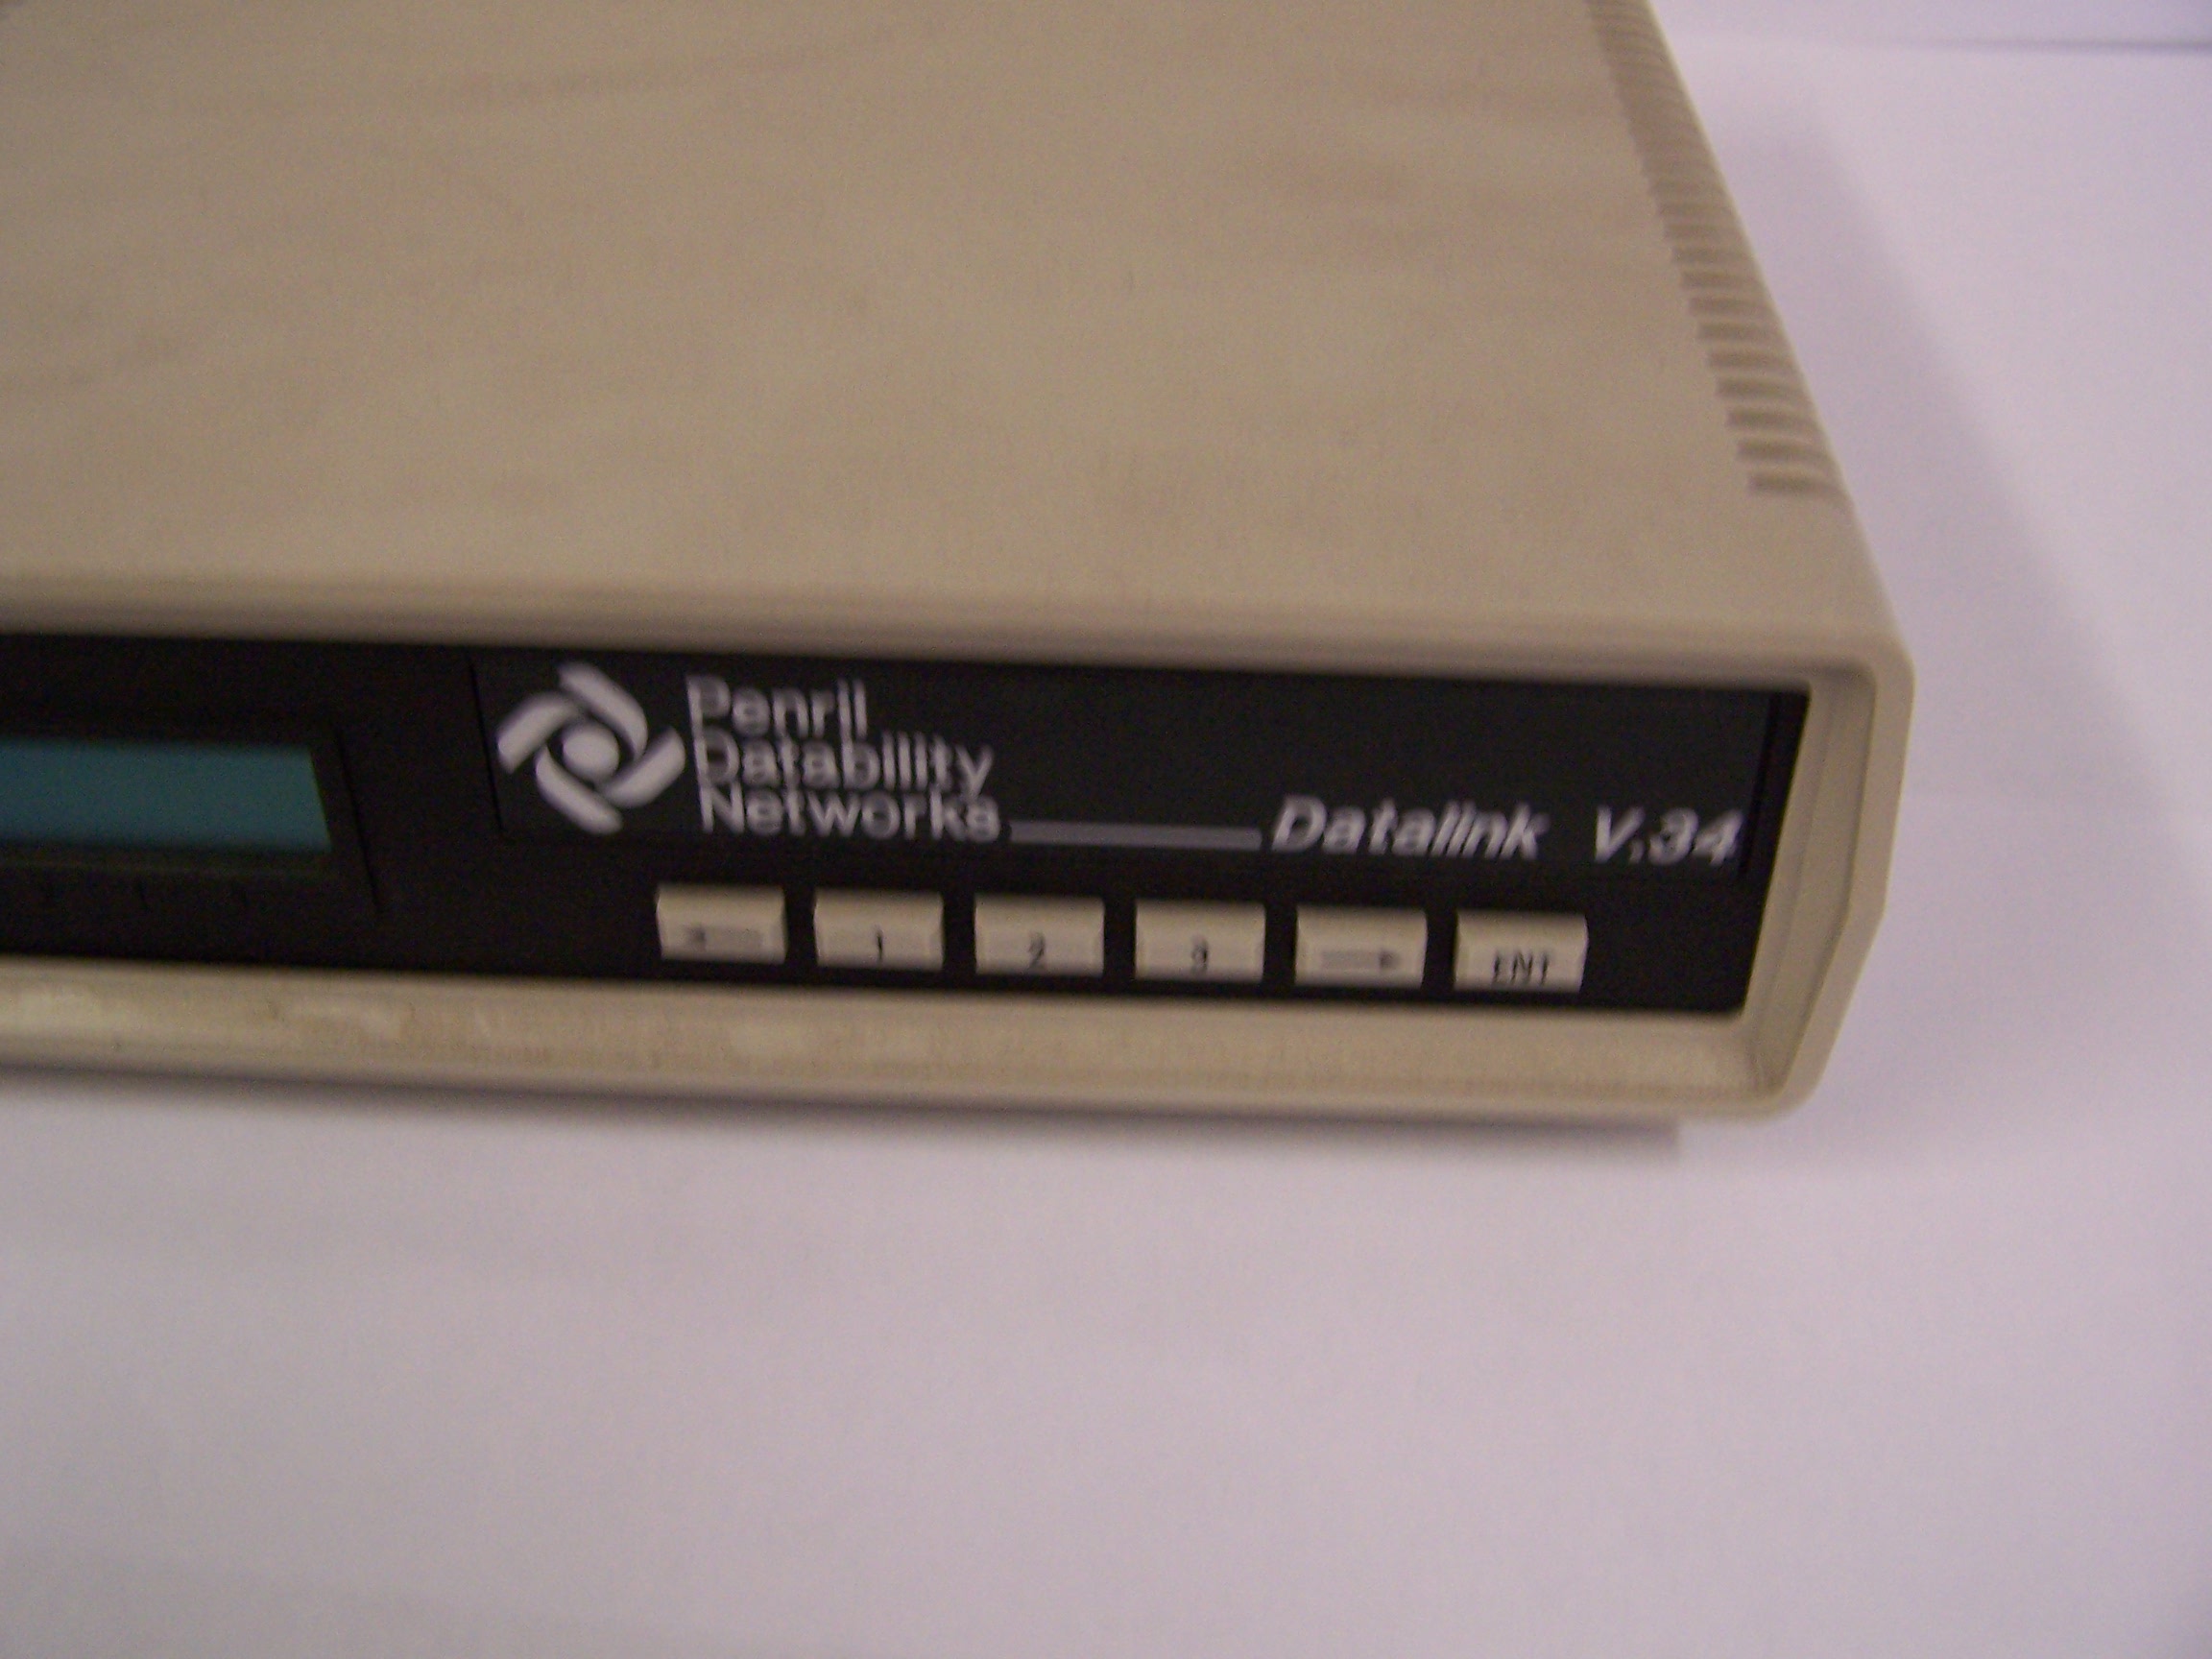 Penril
Datability
Networks
Datalink V.34
1 2 3 ENT